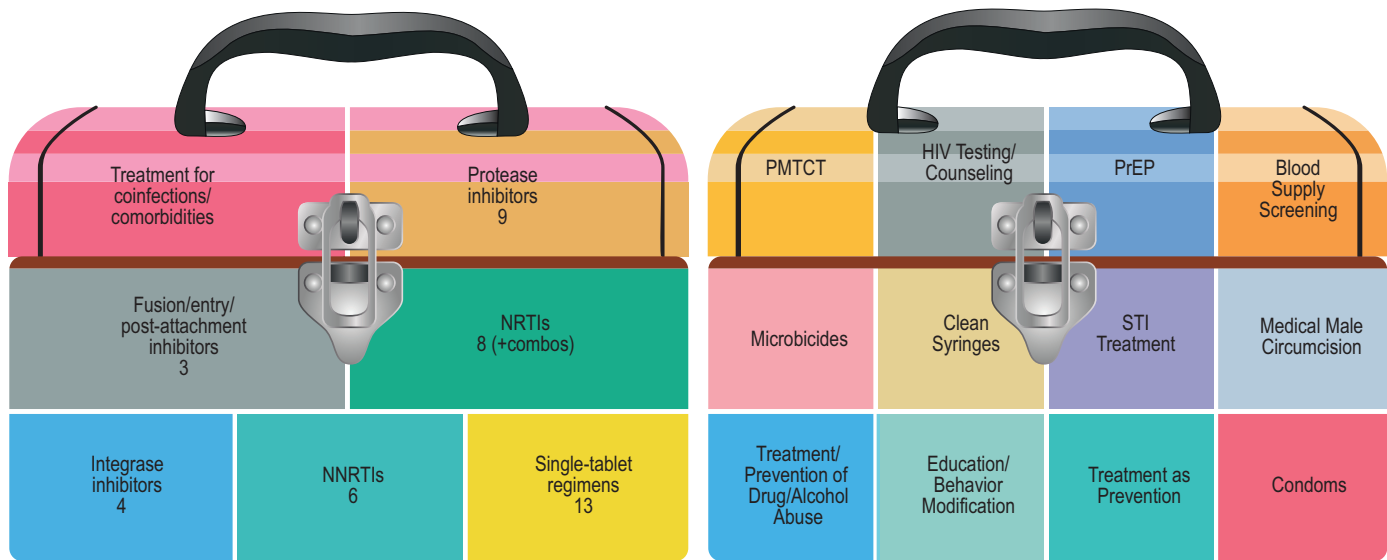 Treatment for
coinfections/
comorbidities
Protease
inhibitors
9
Fusion/entry/
post-attachment
inhibitors
3
NRTIs
8 (+combos)
Integrase
inhibitors
4
NNRTIs
6
Single-tablet
regimens
13
PMTCT
HIV Testing/
Counseling
PrEP
Blood
Supply
Screening
Microbicides
Clean
Syringes
STI
Treatment
Medical Male
Circumcision
Treatment/
Prevention of
Drug/Alcohol
Abuse
Education/
Behavior
Modification
Treatment as
Prevention
Condoms